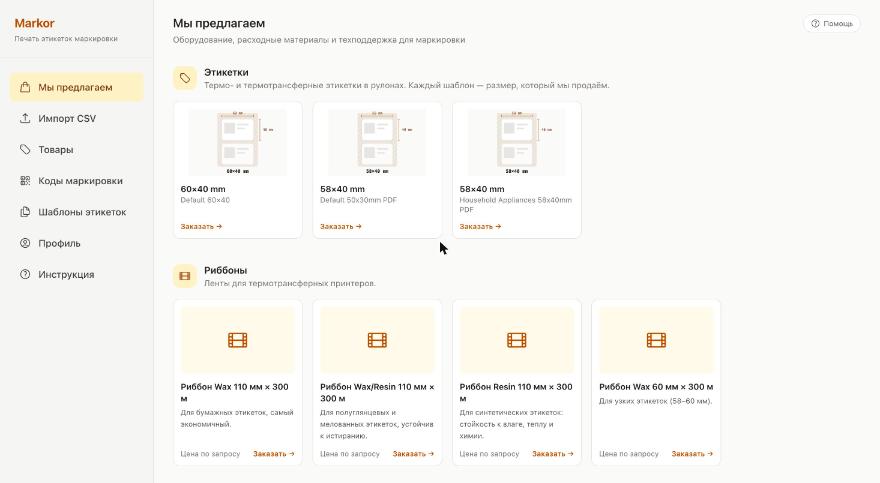 Markor
Печать этикеток маркировки
Мы предлагаем
Импорт CSV
Товары
Коды маркировки
Шаблоны этикеток
Профиль
Инструкция
Мы предлагаем
Оборудование, расходные материалы и техподдержка для маркировки
Помощь
Этикетки
Термо- и термотрансферные этикетки в рулонах. Каждый шаблон — размер, который мы продаём.
60×40 mm
Default 60×40
Заказать →
58×40 mm
Default 50x30mm PDF
Заказать →
58×40 mm
Household Appliances 58x40mm
PDF
Заказать →
Риббоны
Ленты для термотрансферных принтеров.
Риббон Wax 110 мм × 300
м
Для бумажных этикеток, самый
экономичный.
Цена по запросу Заказать →
Риббон Wax/Resin 110 мм ×
300 м
Для полуглянцевых и
мелованных этикеток, устойчив
к истиранию.
Цена по запросу Заказать →
Риббон Resin 110 мм × 300
м
Для синтетических этикеток:
стойкость к влаге, теплу и
химии.
Цена по запросу Заказать →
Риббон Wax 60 мм × 300 м
Для узких этикеток (58–60 мм).
Цена по запросу Заказать →